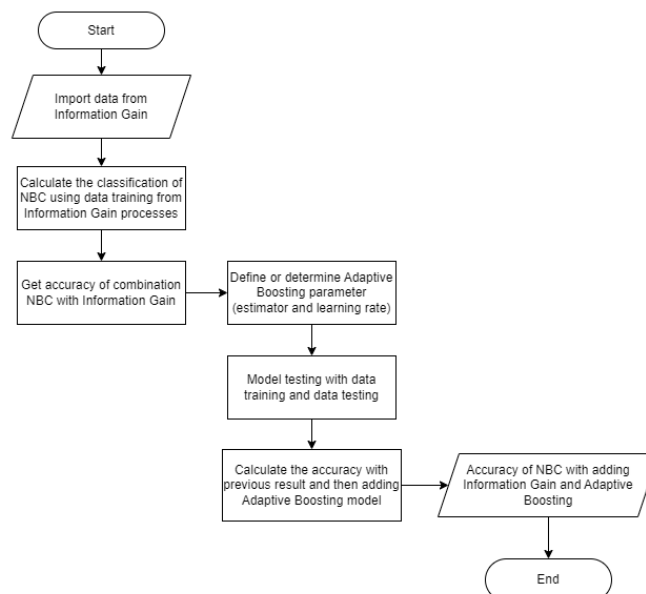 Start
Import data from
Information Gain
Calculate the classification of
NBC using data training from
Information Gain processes
Get accuracy of combination
NBC with Information Gain
Define or determine Adaptive
Boosting parameter
(estimator and learning rate)
Model testing with data
training and data testing
Calculate the accuracy with
previous result and then adding
Adaptive Boosting model
Accuracy of NBC with adding
Information Gain and Adaptive
Boosting
End